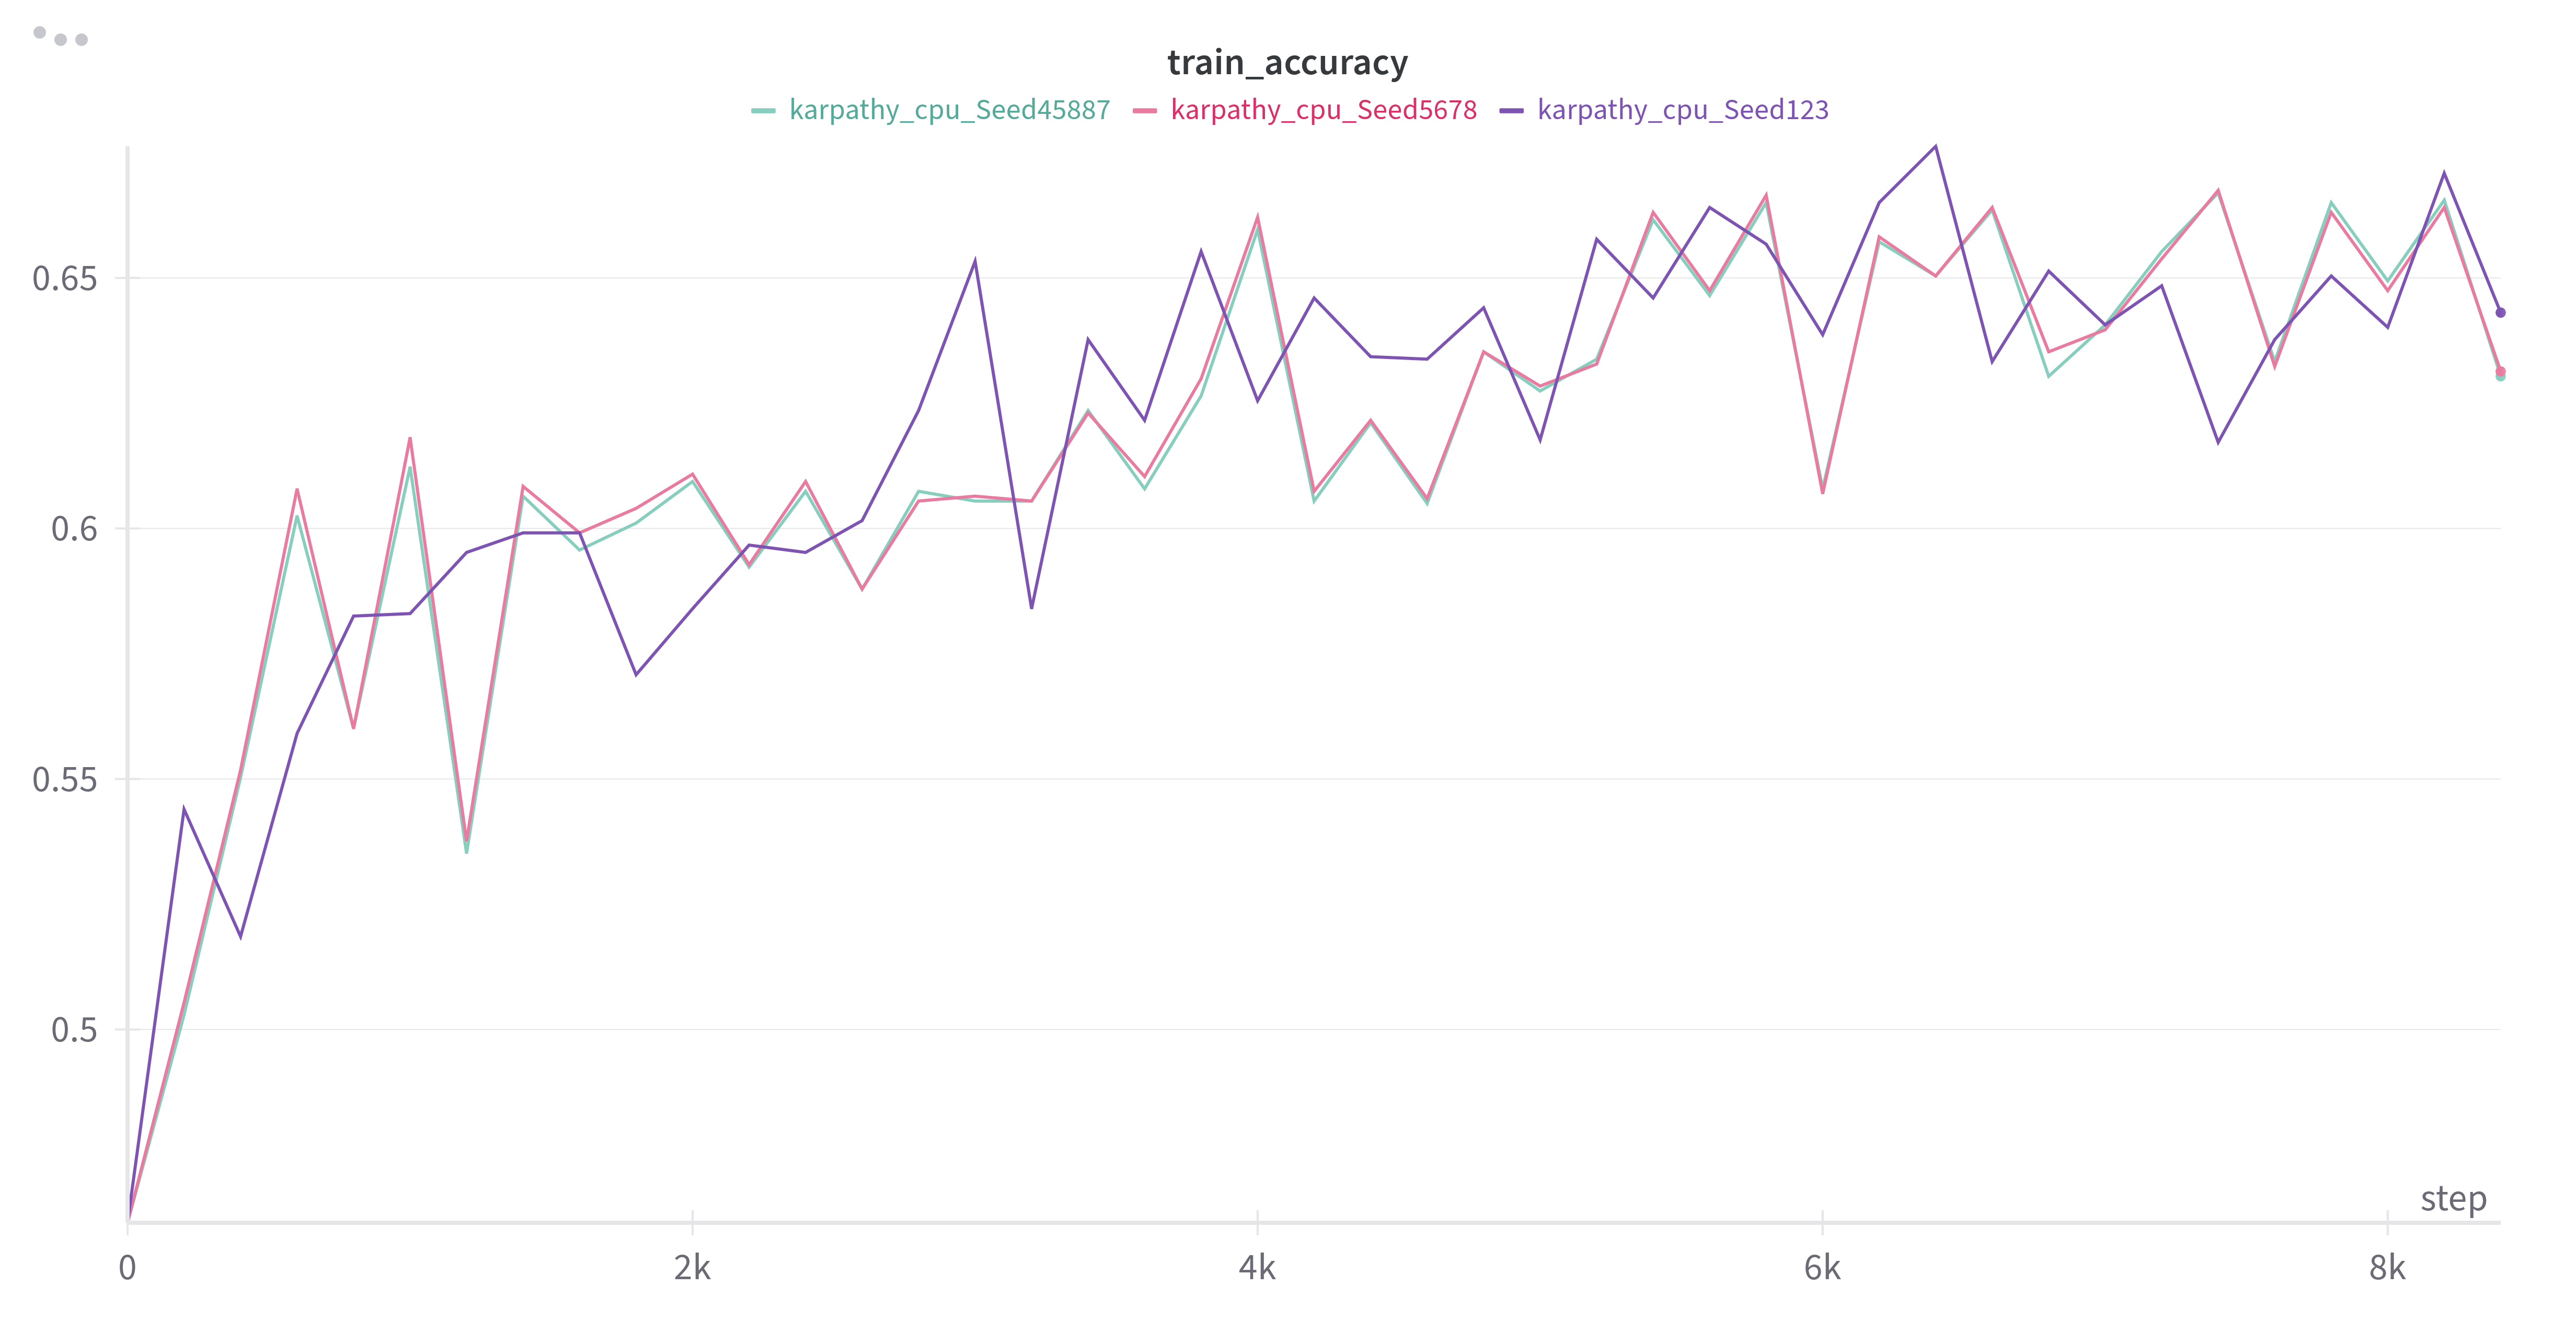 train_accuracy
karpathy_cpu_Seed45887 karpathy_cpu_Seed5678 karpathy_cpu_Seed123
0.65
0.6
0.55
0.5
step
0 2k 4k 6k 8k